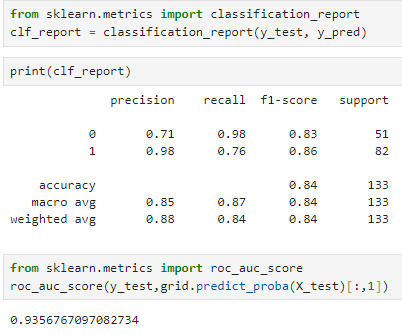 from sklearn.metrics import classification_report
clf_report = classification_report(y_test, y_pred)
print(clf_report)
precision recall f1-score support
0 0.71 0.98 0.83 51
1 0.98 0.76 0.86 82
accuracy 0.84 133
macro avg 0.85 0.87 0.84 133
weighted avg 0.88 0.84 0.84 133
from sklearn.metrics import roc_auc_score
roc_auc_score(y_test,grid.predict_proba(X_test)[:,1])
0.9356767097082734